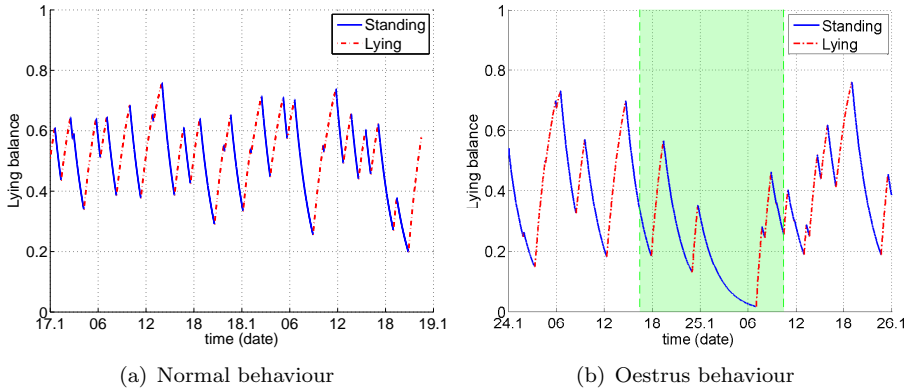 1
0.8
0.6
0.4
0.2
0
Lying balance
Standing
Lying
17.1 06 12 18 18.1 06 12 18 19.1
time (date)
(a) Normal behaviour
1
0.8
0.6
0.4
0.2
0
Lying balance
Standing
Lying
24.1 06 12 18 25.1 06 12 18 26.1
time (date)
(b) Oestrus behaviour